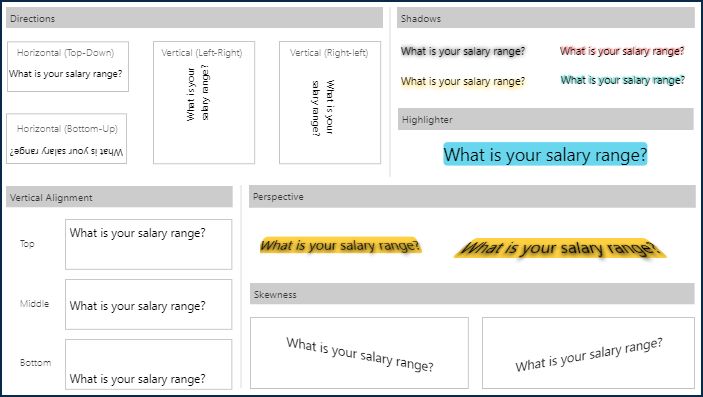 Directions
Horizontal (Top-Down)
What is your salary range?
Horizontal (Bottom-Up)
What is your salary range?
Vertical (Left-Right)
What is your
salary range?
Vertical (Right-left)
What is your
salary range?
Shadows
What is your salary range?
What is your salary range?
What is your salary range?
What is your salary range?
Highlighter
What is your salary range?
Vertical Alignment
Top
What is your salary range?
Middle
What is your salary range?
Bottom
What is your salary range?
Perspective
What is your salary range?
What is your salary range?
Skewness
What is your salary range?
What is your salary range?